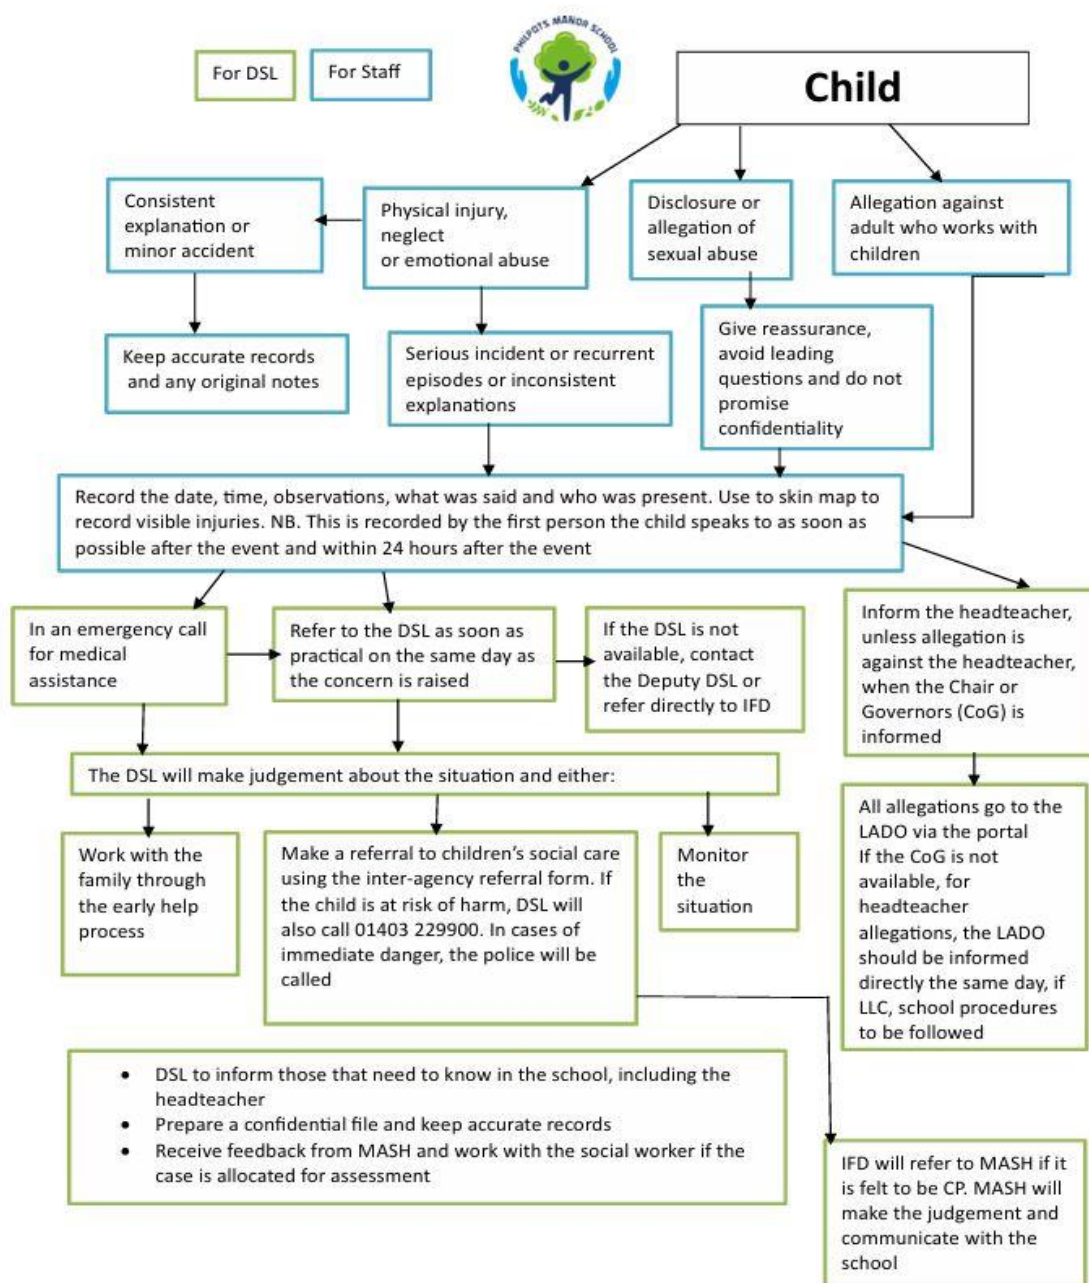 PHILPOTS MANOR SCHOOL
For DSL
For Staff
Child
Consistent
explanation or
minor accident
Physical injury,
neglect
or emotional abuse
Disclosure or
allegation of
sexual abuse
Allegation against
adult who works with
children
Keep accurate records
and any original notes
Serious incident or recurrent
episodes or inconsistent
explanations
Give reassurance,
avoid leading
questions and do not
promise
confidentiality
Record the date, time, observations, what was said and who was present. Use to skin map to
record visible injuries. NB. This is recorded by the first person the child speaks to as soon as
possible after the event and within 24 hours after the event
In an emergency call
for medical
assistance
Refer to the DSL as soon as
practical on the same day as
the concern is raised
If the DSL is not
available, contact
the Deputy DSL or
refer directly to IFD
Inform the headteacher,
unless allegation is
against the headteacher,
when the Chair or
Governors (CoG) is
informed
The DSL will make judgement about the situation and either:
Work with the
family through
the early help
process
Make a referral to children's social care
using the inter-agency referral form. If
the child is at risk of harm, DSL will
also call 01403 229900. In cases of
immediate danger, the police will be
called
Monitor
the
situation
All allegations go to the
LADO via the portal
If the CoG is not
available, for
headteacher
allegations, the LADO
should be informed
directly the same day, if
LLC, school procedures
to be followed
• DSL to inform those that need to know in the school, including the
headteacher
• Prepare a confidential file and keep accurate records
• Receive feedback from MASH and work with the social worker if the
case is allocated for assessment
IFD will refer to MASH if it
is felt to be CP. MASH will
make the judgement and
communicate with the
school